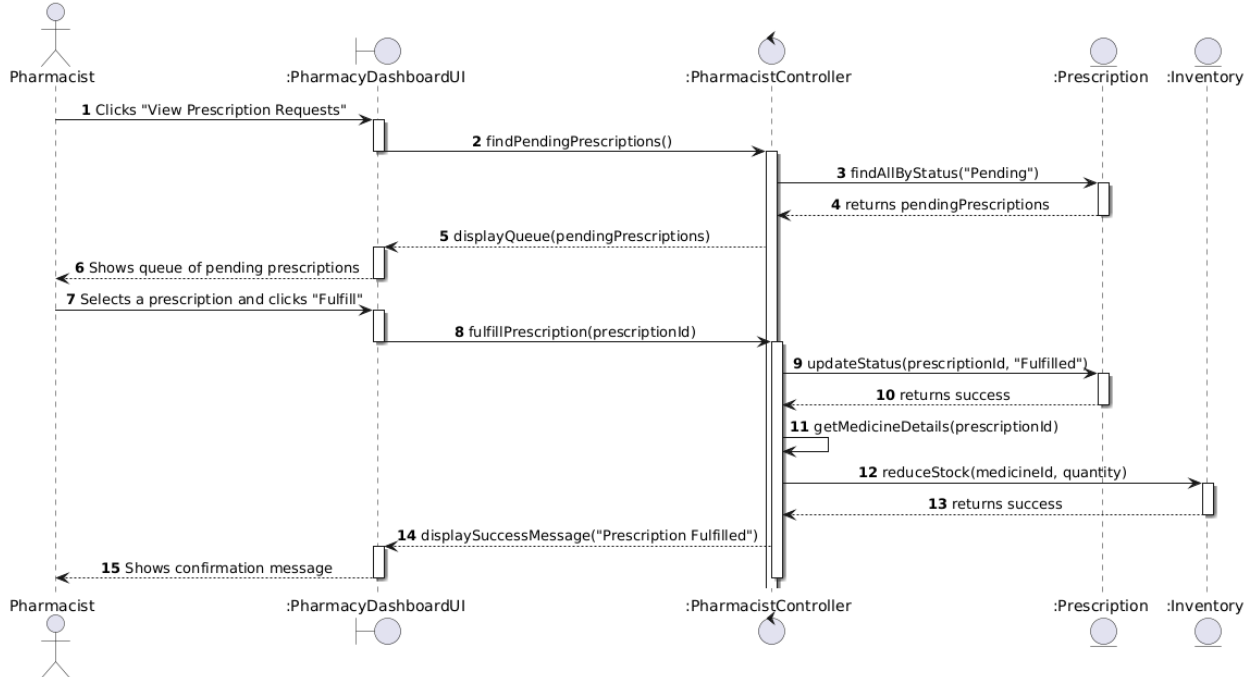 Pharmacist
:PharmacyDashboardUI
:PharmacistController
:Prescription
:Inventory
1 Clicks "View Prescription Requests"
2 findPendingPrescriptions()
3 findAllByStatus("Pending")
4 returns pendingPrescriptions
5 displayQueue(pendingPrescriptions)
6 Shows queue of pending prescriptions
7 Selects a prescription and clicks "Fulfill"
8 fulfillPrescription(prescriptionId)
9 updateStatus(prescriptionId, "Fulfilled")
10 returns success
11 getMedicineDetails(prescriptionId)
12 reduceStock(medicineId, quantity)
13 returns success
14 displaySuccessMessage("Prescription Fulfilled")
15 Shows confirmation message
Pharmacist
:PharmacyDashboardUI
:PharmacistController
:Prescription
:Inventory